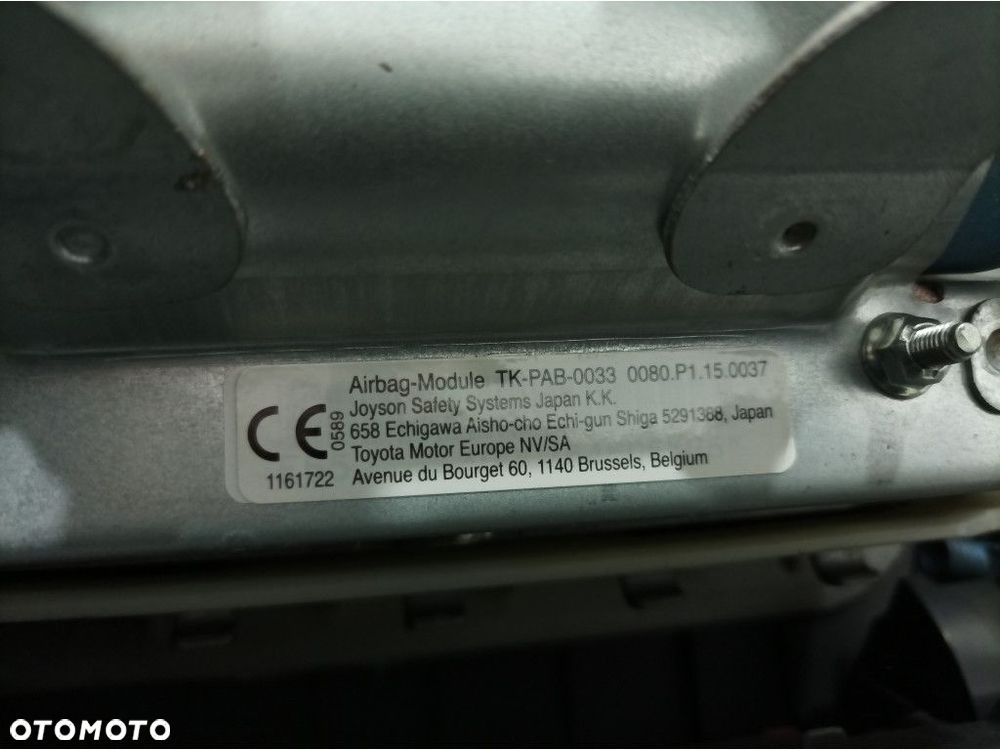 Airbag-Module TK-PAB-0033 0080.P1.15.0037
Joyson Safety Systems Japan K.K.
658 Echigawa Aisho-cho Echi-gun Shiga 5291388, Japan
Toyota Motor Europe NV/SA
Avenue du Bourget 60, 1140 Brussels, Belgium
CE
0589
1161722
OTOMOTO